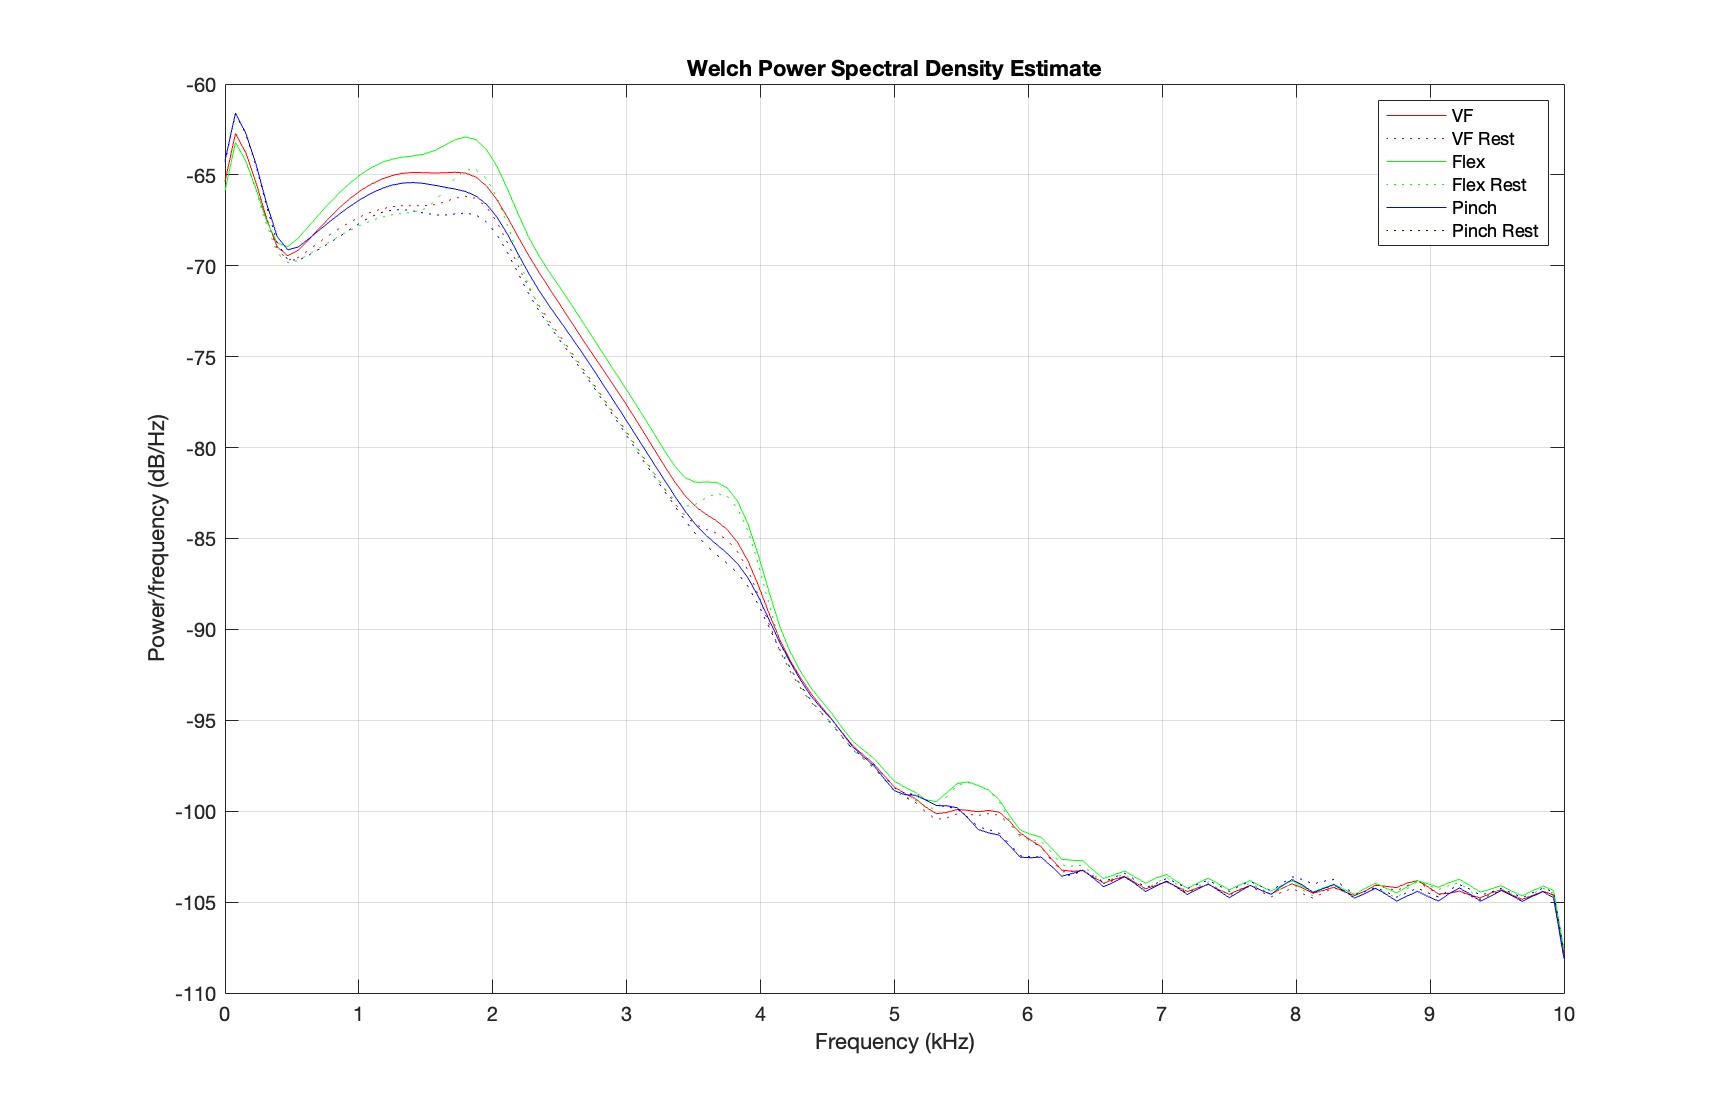 Welch Power Spectral Density Estimate
-60
-65
-70
-75
-80
-85
-90
-95
-100
-105
-110
Power/frequency (dB/Hz)
VF
VF Rest
Flex
Flex Rest
Pinch
Pinch Rest
0 1 2 3 4 5 6 7 8 9 10
Frequency (kHz)